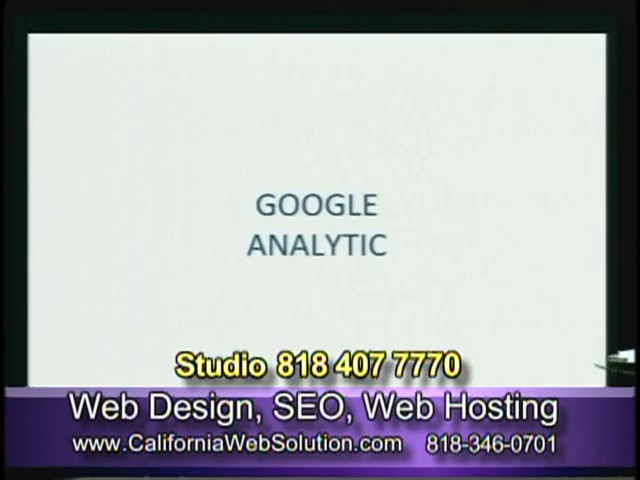 GOOGLE
ANALYTIC
Studio 818 407 7770
Web Design, SEO, Web Hosting
www.CaliforniaWebSolution.com 818-346-0701